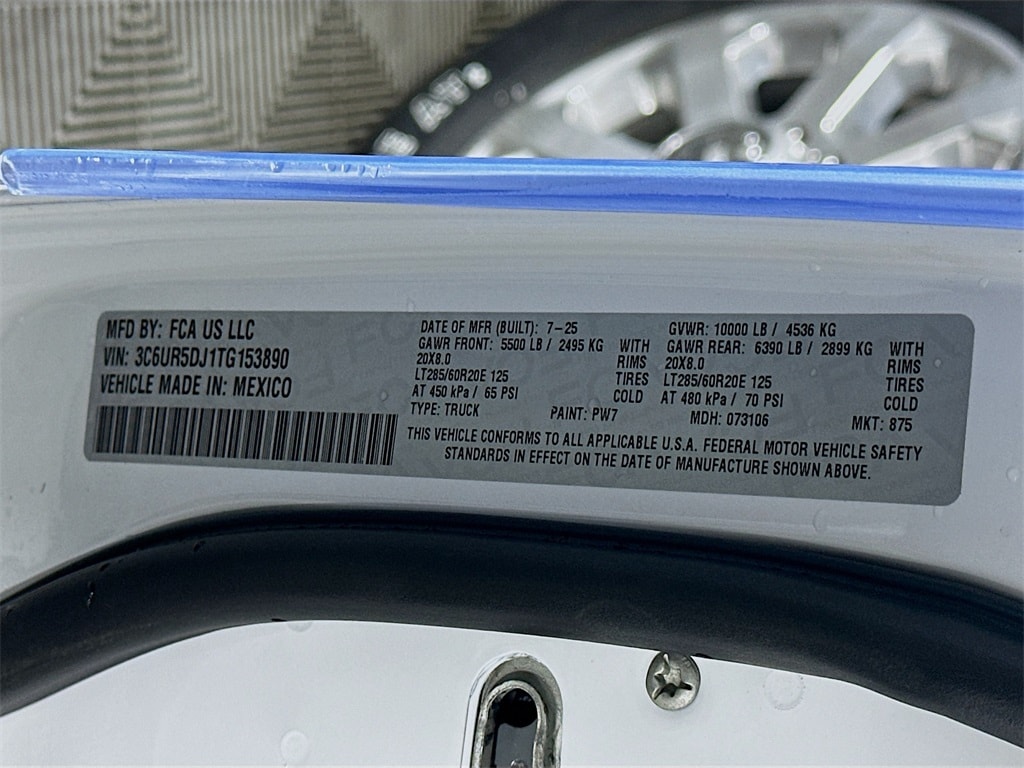 MFD BY: FCA US LLC
VIN: 3C6UR5DJ1TG153890
VEHICLE MADE IN: MEXICO
DATE OF MFR (BUILT): 7-25
GAWR FRONT: 5500 LB / 2495 KG WITH
20X8.0 RIMS
LT285/60R20E 125 TIRES
AT 450 kPa / 65 PSI COLD
TYPE: TRUCK PAINT: PW7
GVWR: 10000 LB / 4536 KG
GAWR REAR: 6390 LB / 2899 KG WITH
20X8.0 RIMS
LT285/60R20E 125 TIRES
AT 480 kPa / 70 PSI COLD
MDH: 073106 MKT: 875
THIS VEHICLE CONFORMS TO ALL APPLICABLE U.S.A. FEDERAL MOTOR VEHICLE SAFETY
STANDARDS IN EFFECT ON THE DATE OF MANUFACTURE SHOWN ABOVE.